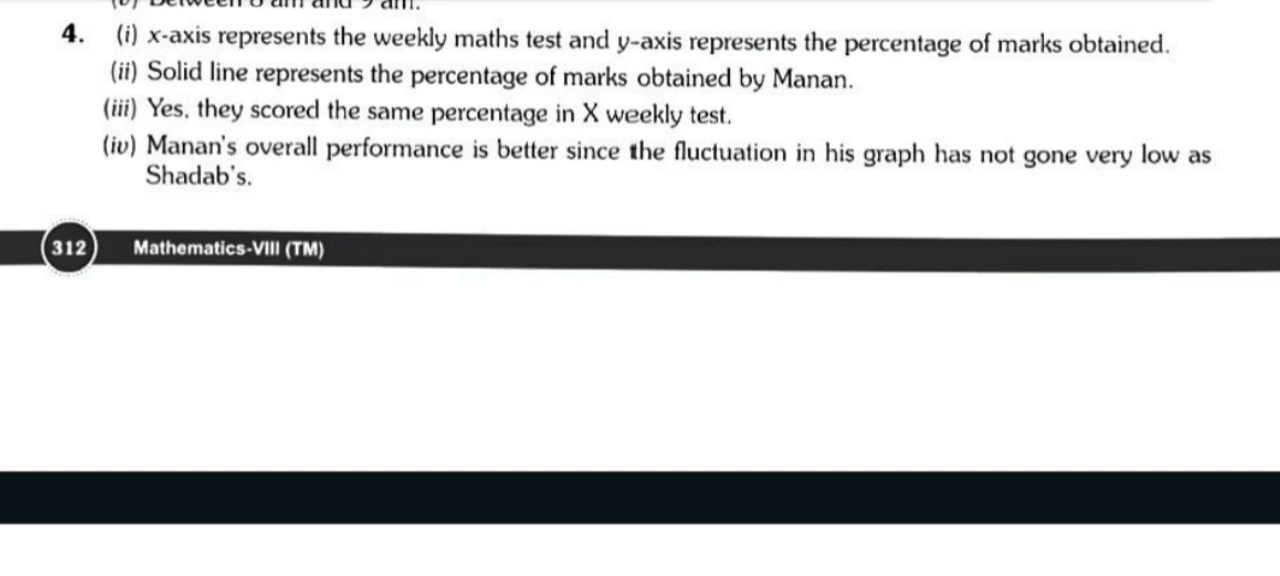 4. (i) x-axis represents the weekly maths test and y-axis represents the percentage of marks obtained.
(ii) Solid line represents the percentage of marks obtained by Manan.
(iii) Yes, they scored the same percentage in X weekly test.
(iv) Manan's overall performance is better since the fluctuation in his graph has not gone very low as
Shadab's.
312 Mathematics-VIII (TM)